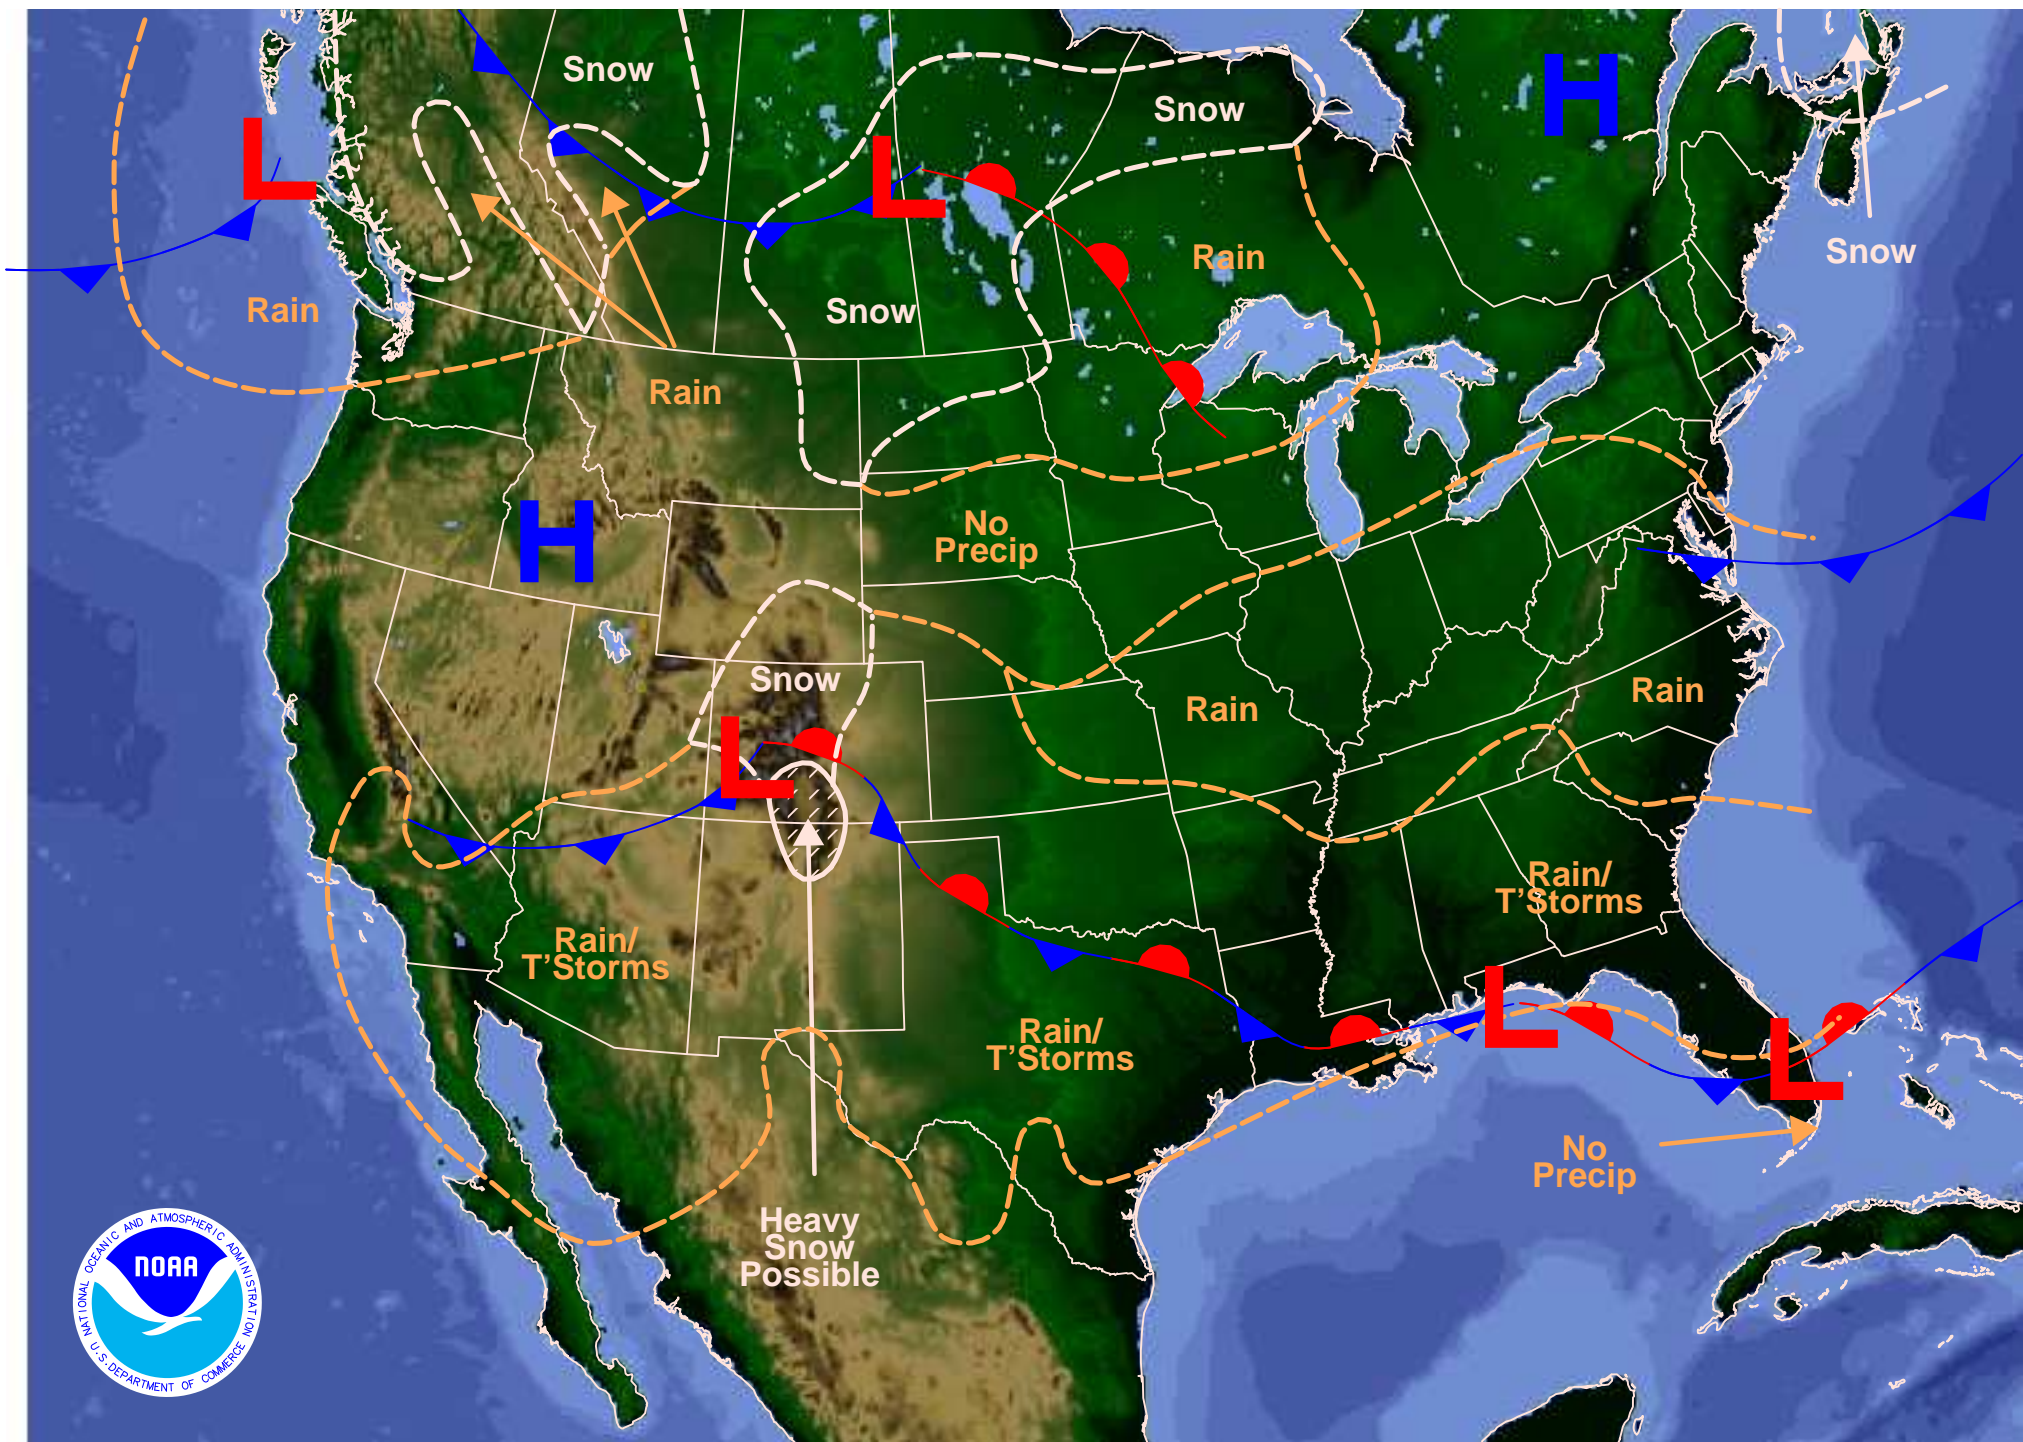 Snow
Snow
H
L
L
Snow
Rain
Rain
Snow
Rain
H
No
Precip
Snow
Rain
Rain
L
Rain/
T'Storms
Rain/
T'Storms
L
Rain/
T'Storms
L
No
Precip
Heavy
Snow
Possible
NATIONAL OCEANIC AND ATMOSPHERIC ADMINISTRATION
NOAA
U.S. DEPARTMENT OF COMMERCE